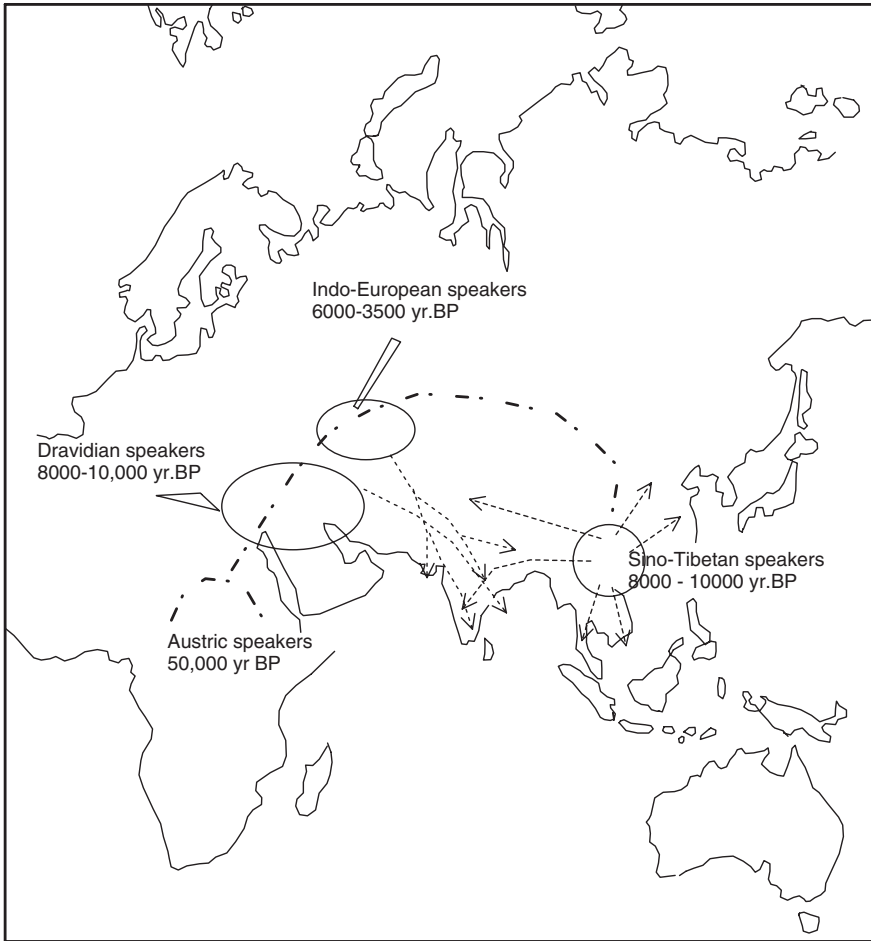 Indo-European speakers
6000-3500 yr.BP
Dravidian speakers
8000-10,000 yr.BP
Sino-Tibetan speakers
8000 - 10000 yr.BP
Austric speakers
50,000 yr BP